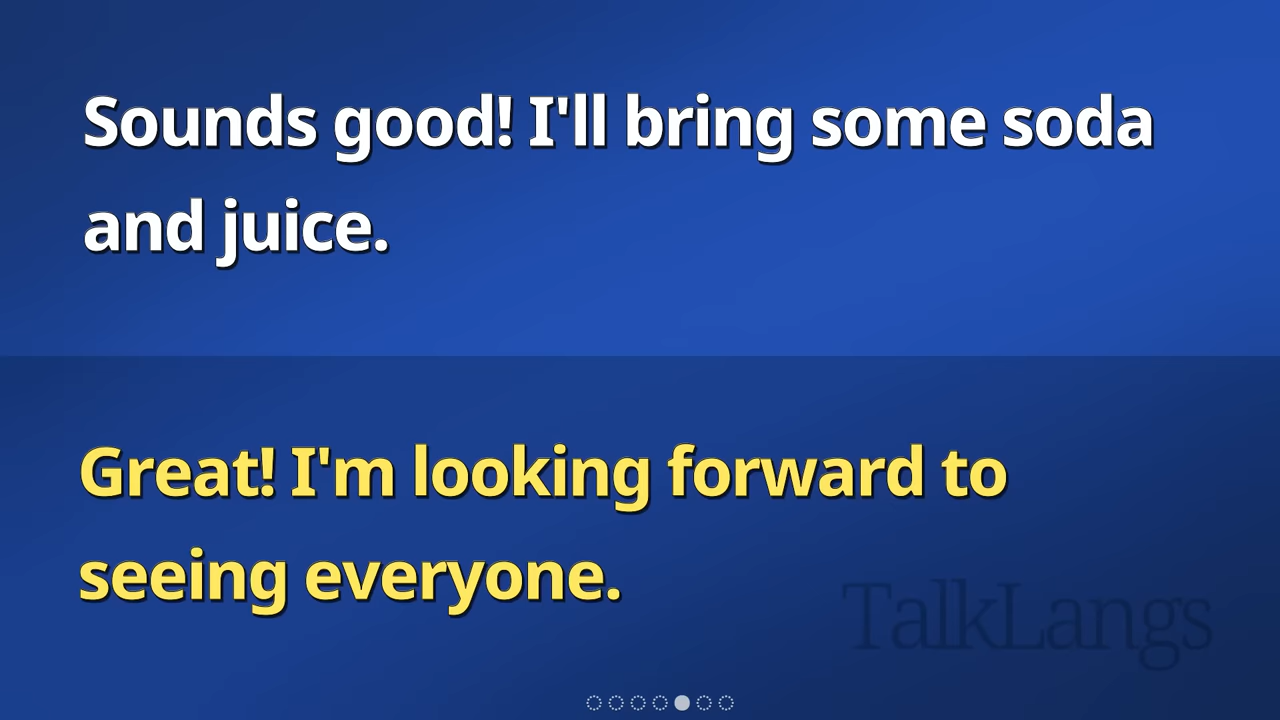 Sounds good! I'll bring some soda
and juice.
Great! I'm looking forward to
seeing everyone.
TalkLangs